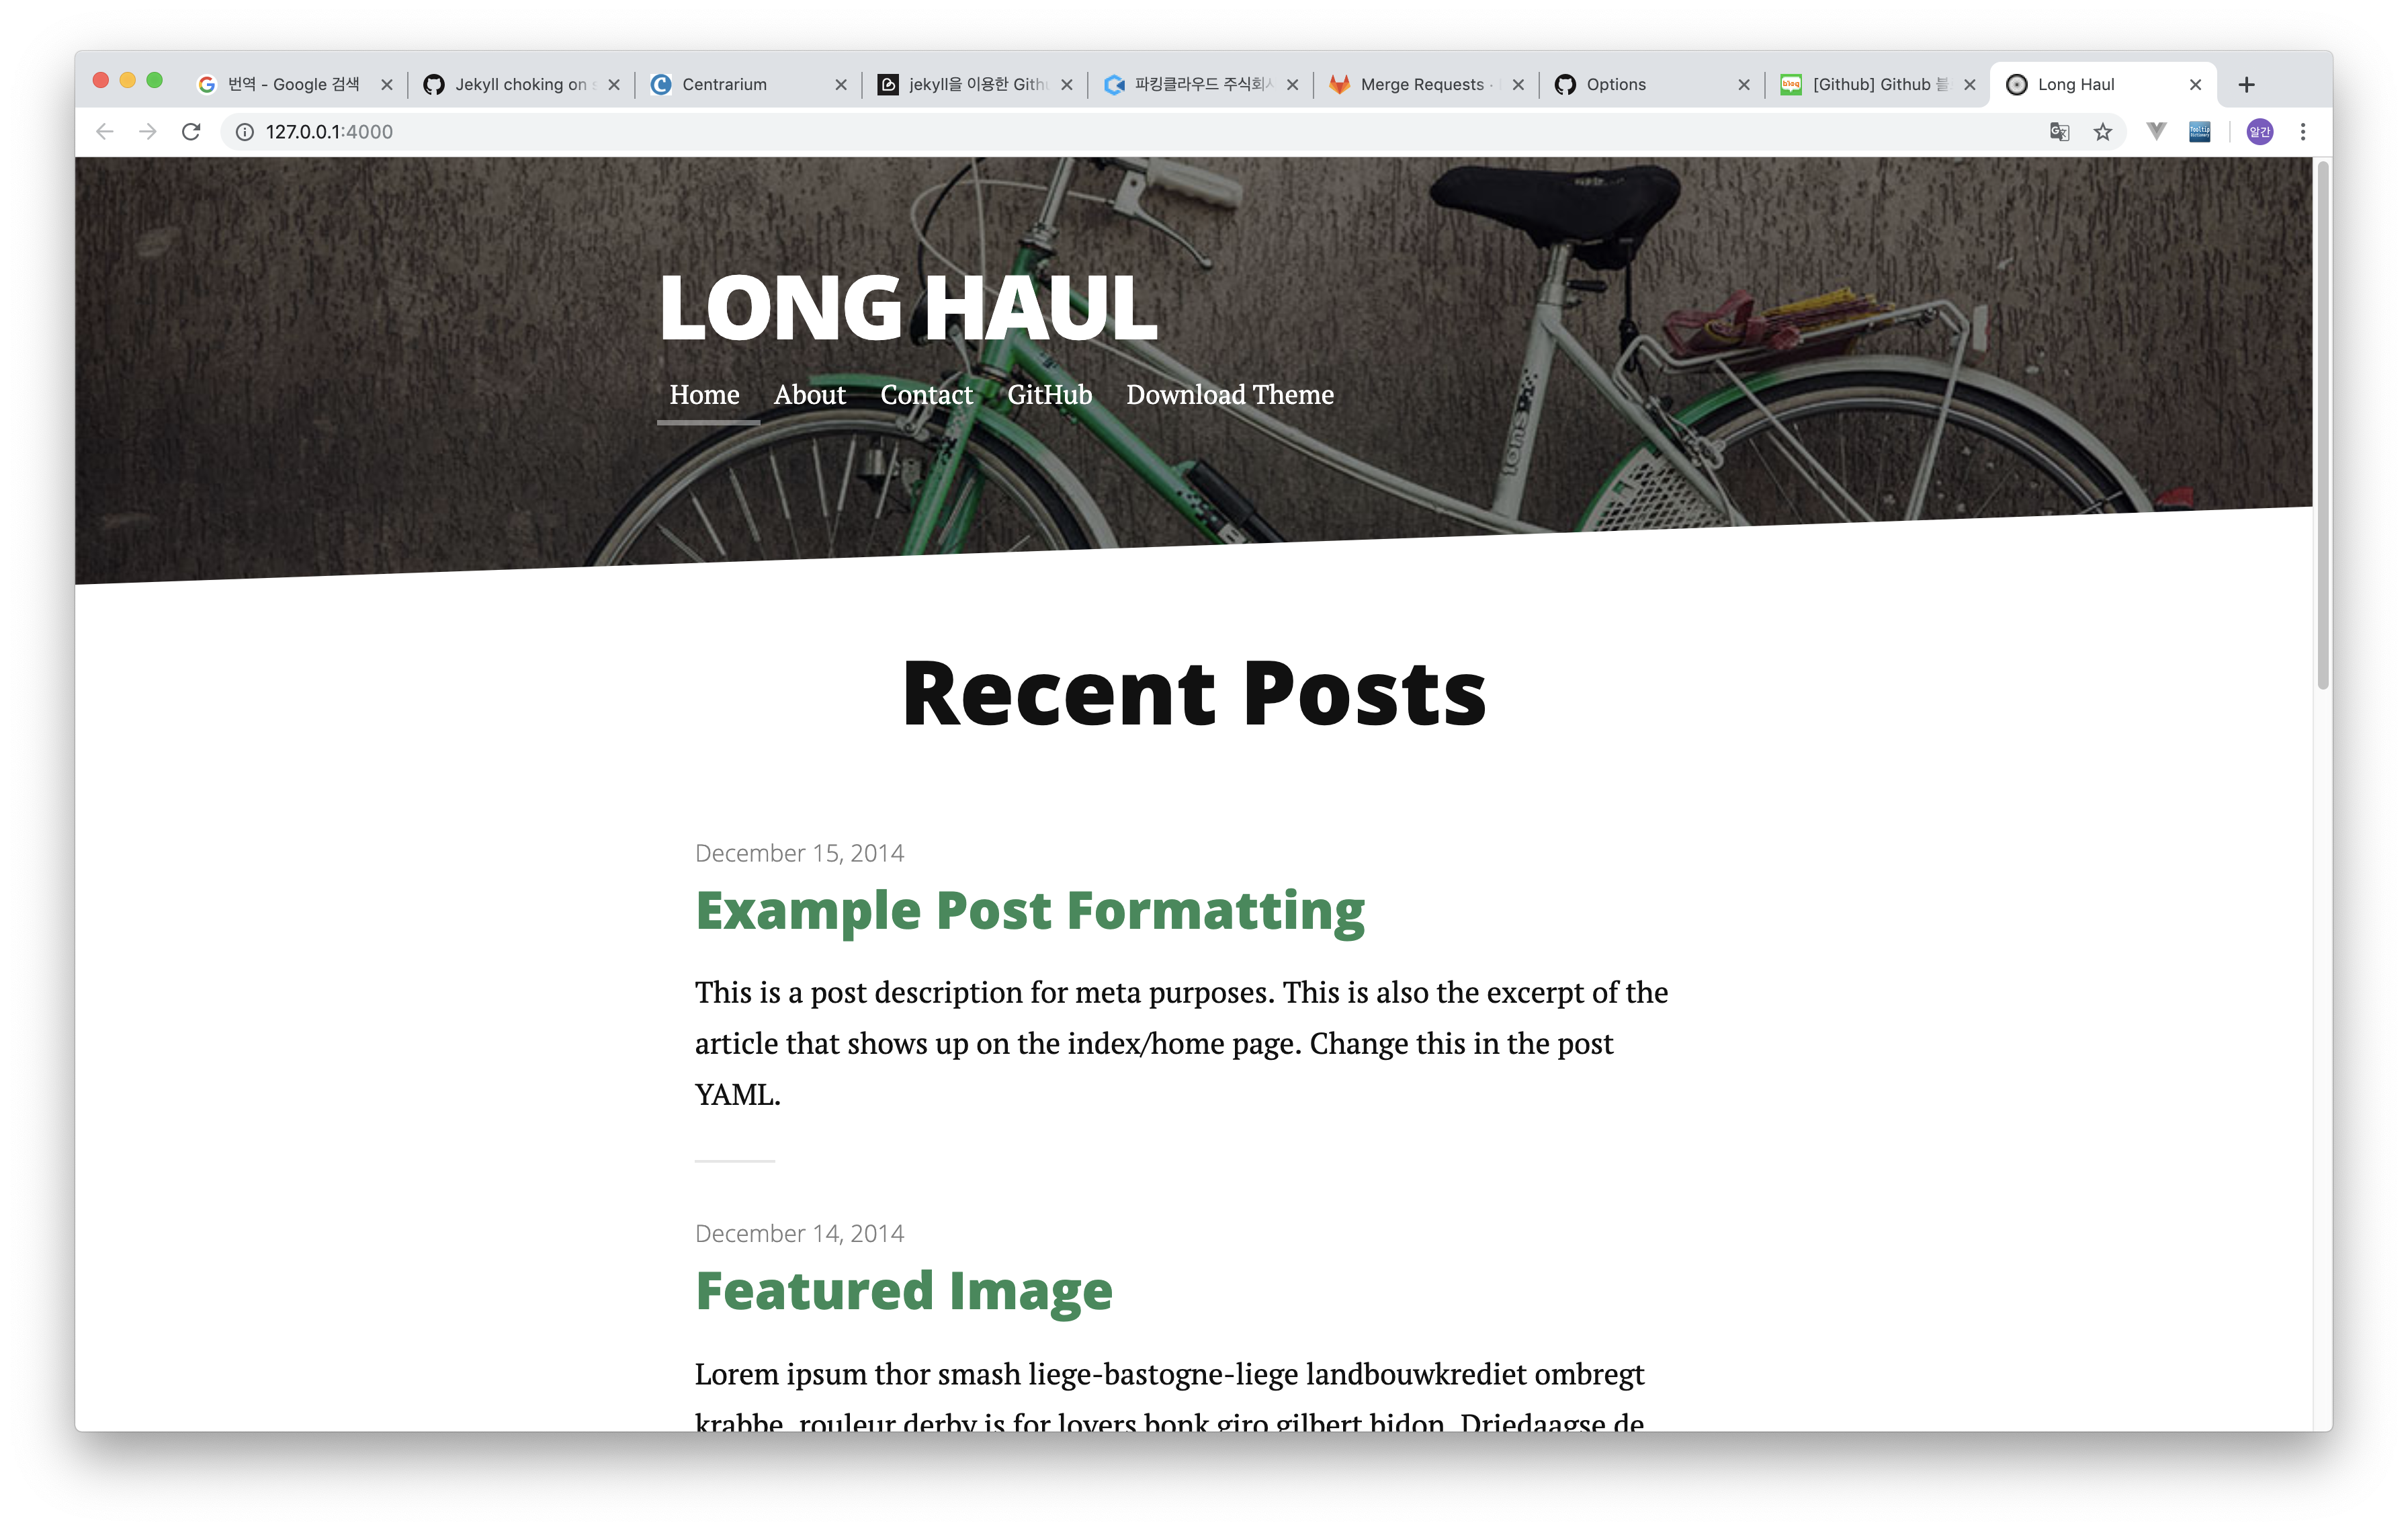 번역 - Google 검색
Jekyll choking on
Centrarium
jekyll을 이용한
파킹클라우드
Merge Requests ·
Options
[Github] Github
Long Haul
127.0.0.1:4000
알간
LONG HAUL
Home About Contact GitHub Download Theme
Recent Posts
December 15, 2014
Example Post Formatting
This is a post description for meta purposes. This is also the excerpt of the
article that shows up on the index/home page. Change this in the post
YAML.
December 14, 2014
Featured Image
Lorem ipsum thor smash liege-bastogne-liege landbouwkrediet ombregt
krabbe, rouleur derby is for lovers bonk giro gilbert bidon. Driedaagse de